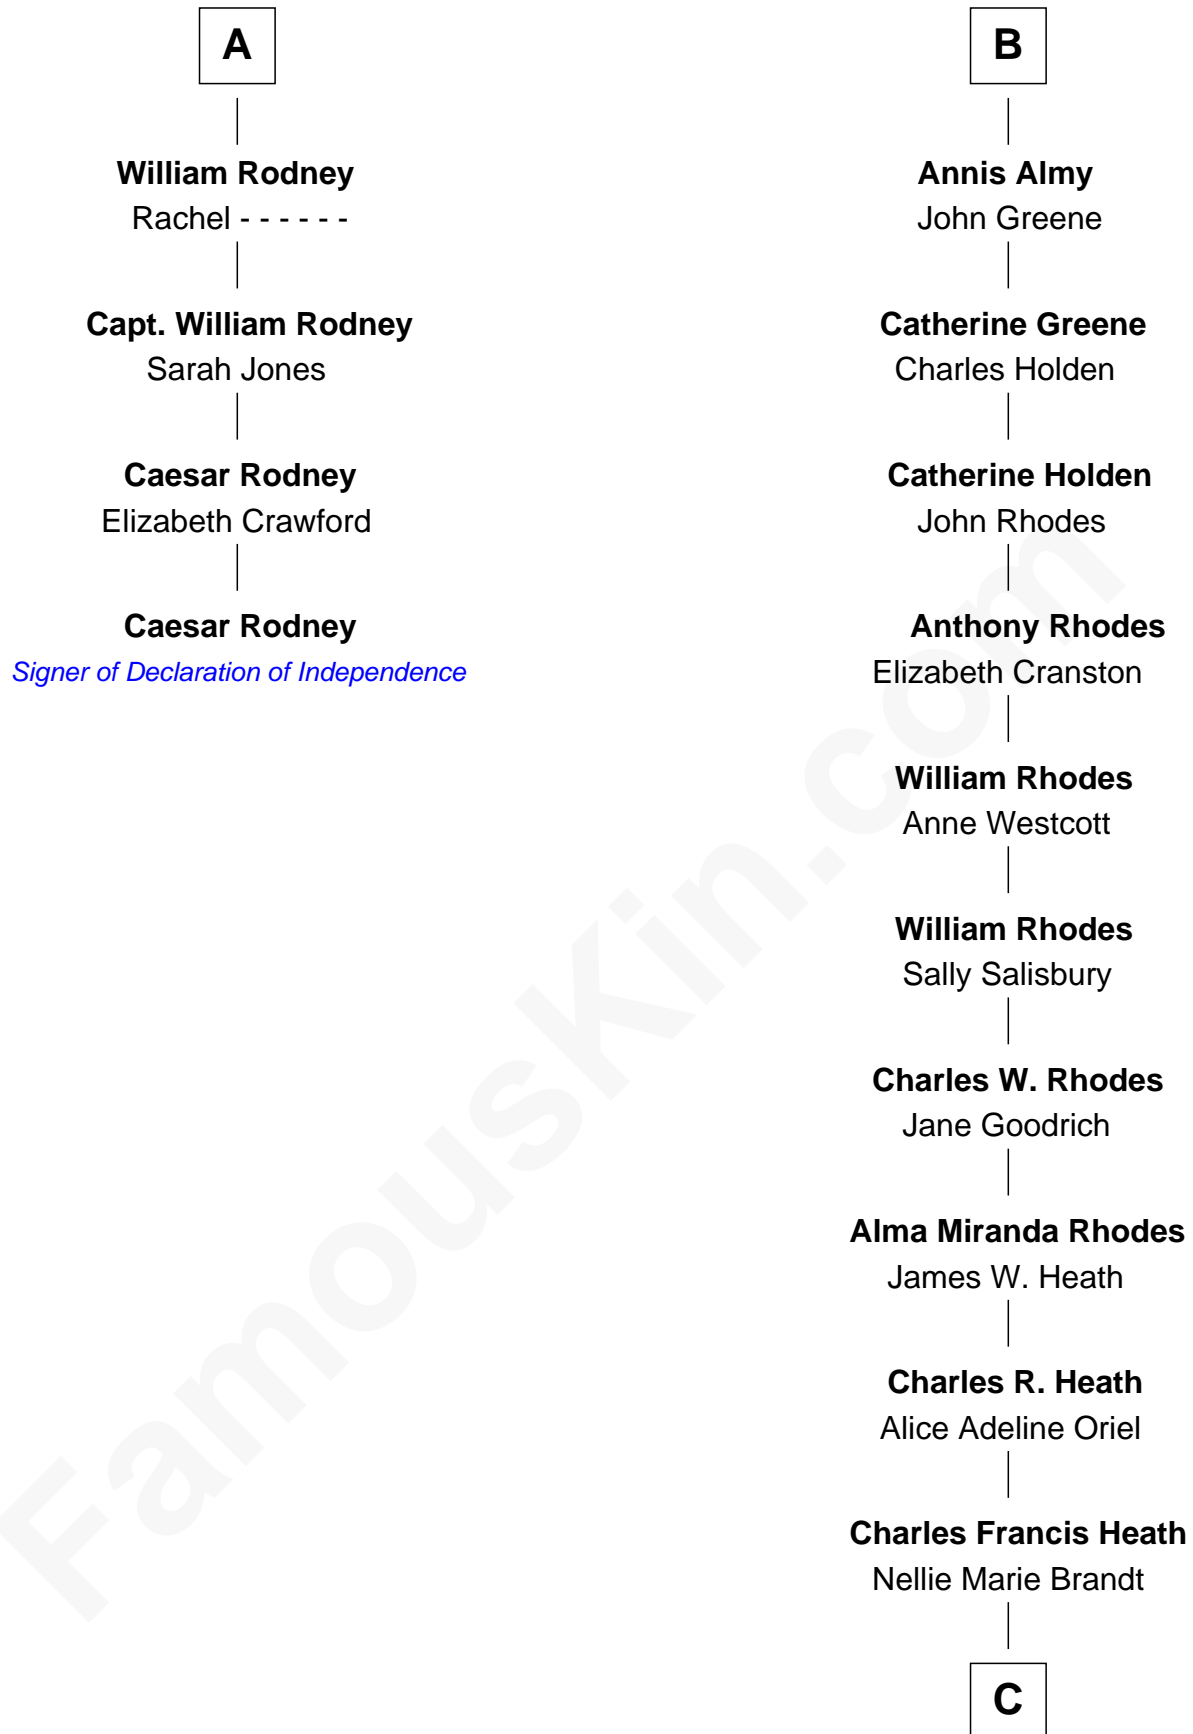 A
William Rodney
Rachel - - - - - -
Capt. William Rodney
Sarah Jones
Caesar Rodney
Elizabeth Crawford
Caesar Rodney
Signer of Declaration of Independence
B
Annis Almy
John Greene
Catherine Greene
Charles Holden
Catherine Holden
John Rhodes
Anthony Rhodes
Elizabeth Cranston
William Rhodes
Anne Westcott
William Rhodes
Sally Salisbury
Charles W. Rhodes
Jane Goodrich
Alma Miranda Rhodes
James W. Heath
Charles R. Heath
Alice Adeline Oriel
Charles Francis Heath
Nellie Marie Brandt
C
FamousKin.com